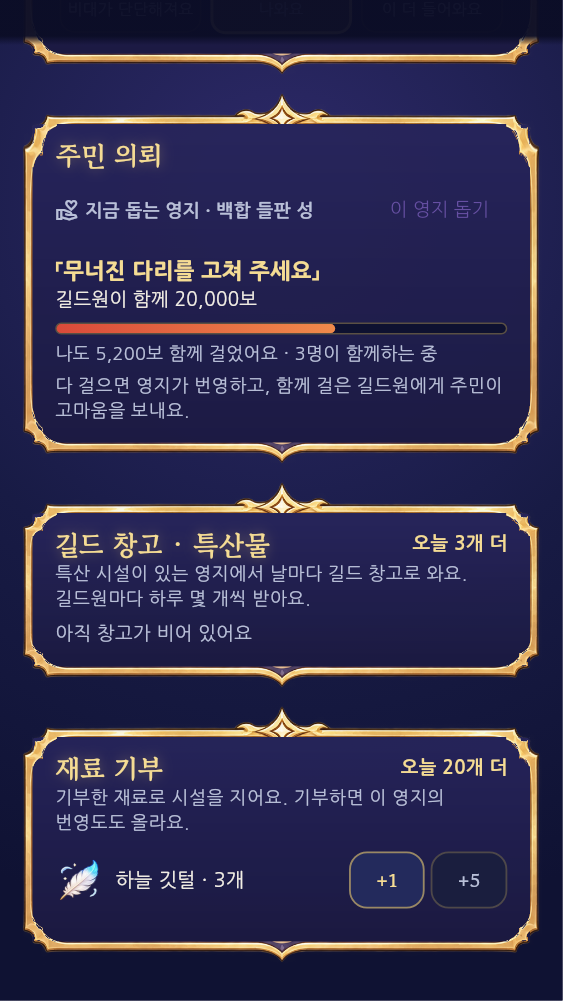 이 더 들어와요
주민 의뢰
지금 돕는 영지 · 백합 들판 성
이 영지 돕기
「무너진 다리를 고쳐 주세요」
길드원이 함께 20,000보
나도 5,200보 함께 걸었어요 · 3명이 함께하는 중
다 걸으면 영지가 번영하고, 함께 걸은 길드원에게 주민이
고마움을 보내요.
길드 창고 · 특산물
오늘 3개 더
특산 시설이 있는 영지에서 날마다 길드 창고로 와요.
길드원마다 하루 몇 개씩 받아요.
아직 창고가 비어 있어요
재료 기부
오늘 20개 더
기부한 재료로 시설을 지어요. 기부하면 이 영지의
번영도도 올라요.
하늘 깃털 · 3개
+1
+5